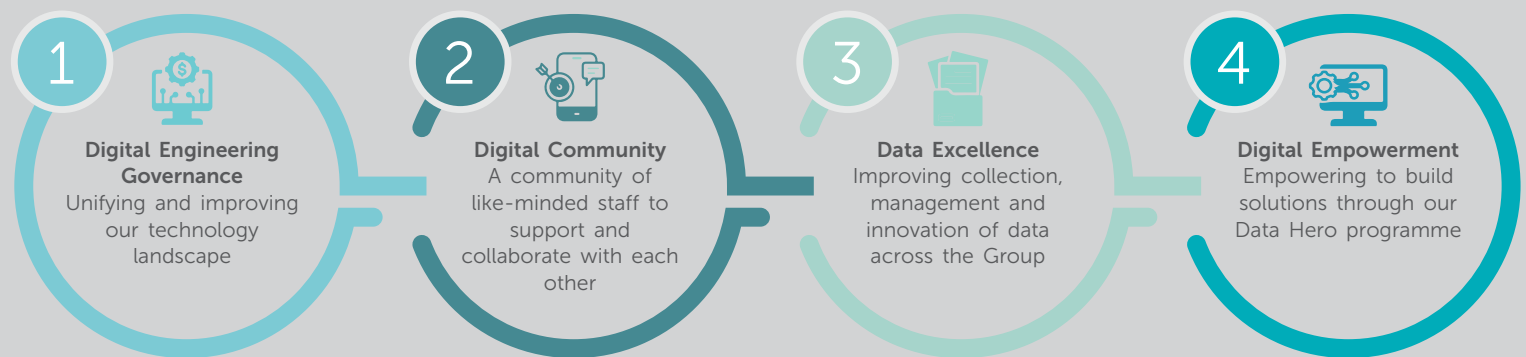 1
Digital Engineering
Governance
Unifying and improving
our technology
landscape
2
Digital Community
A community of
like-minded staff to
support and
collaborate with each
other
3
Data Excellence
Improving collection,
management and
innovation of data
across the Group
4
Digital Empowerment
Empowering to build
solutions through our
Data Hero programme